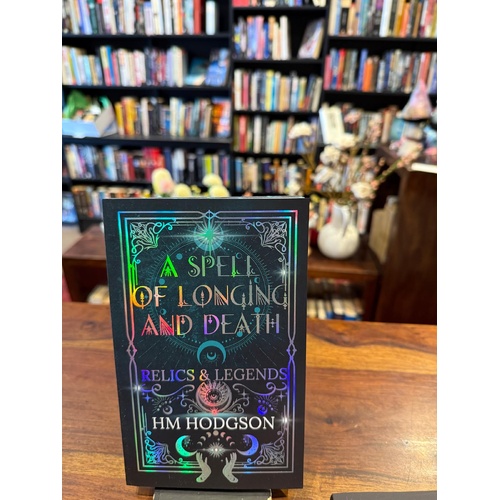 A SPELL
OF LONGING
AND DEATH
RELICS & LEGENDS
HM HODGSON